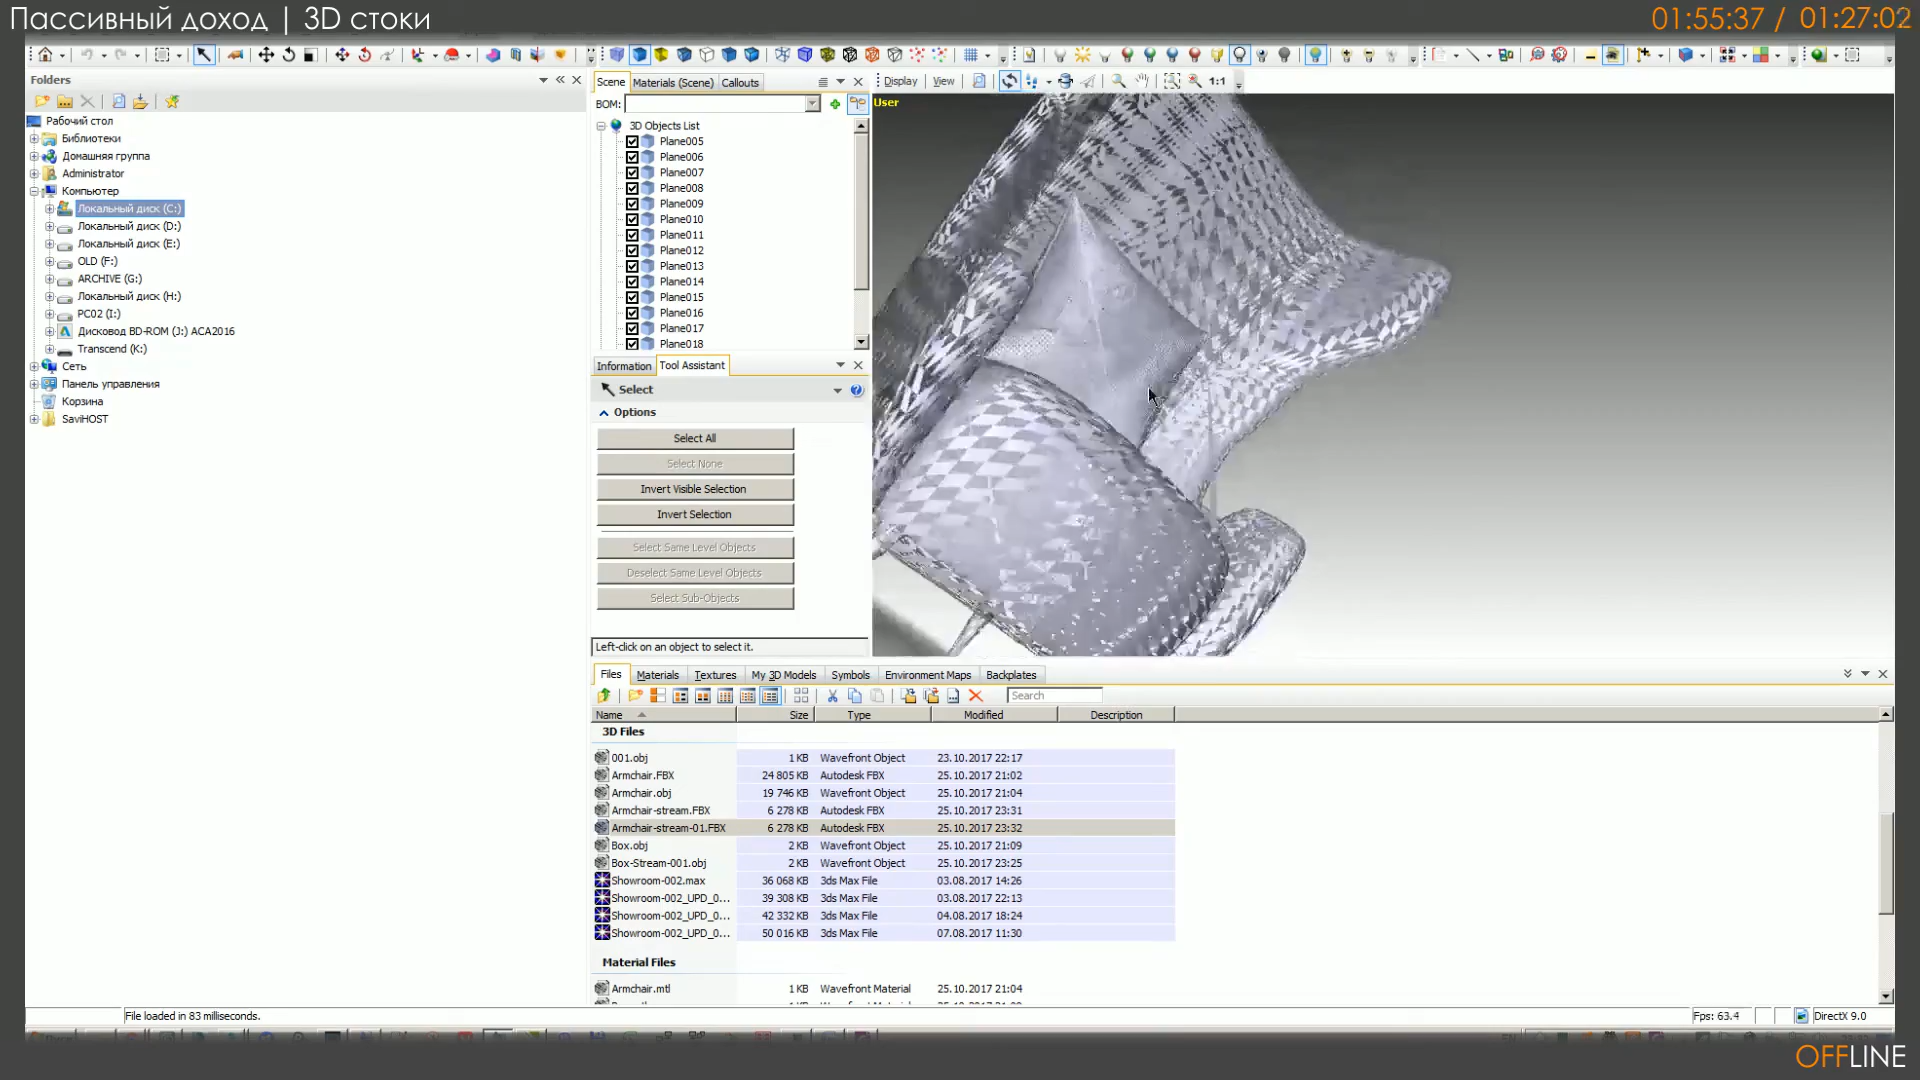 Пассивный доход | 3D стоки
01:55:37 / 01:27:02
Folders
Рабочий стол
Библиотеки
Домашняя группа
Administrator
Компьютер
Локальный диск (C:)
Локальный диск (D:)
Локальный диск (E:)
OLD (F:)
ARCHIVE (G:)
Локальный диск (H:)
PC02 (I:)
Дисковод BD-ROM (J:) ACA2016
Transcend (K:)
Сеть
Панель управления
Корзина
SaviHOST
Scene Materials (Scene) Callouts
BOM:
3D Objects List
Plane005
Plane006
Plane007
Plane008
Plane009
Plane010
Plane011
Plane012
Plane013
Plane014
Plane015
Plane016
Plane017
Plane018
Information Tool Assistant
Select
Options
Select All
Select None
Invert Visible Selection
Invert Selection
Select Same Level Objects
Deselect Same Level Objects
Select Sub-Objects
Left-click on an object to select it.
Display View 1:1
User
Files Materials Textures My 3D Models Symbols Environment Maps Backplates
Search
Name Size Type Modified Description
3D Files
001.obj 1 KB Wavefront Object 23.10.2017 22:17
Armchair.FBX 24 805 KB Autodesk FBX 25.10.2017 21:02
Armchair.obj 19 746 KB Wavefront Object 25.10.2017 21:04
Armchair-stream.FBX 6 278 KB Autodesk FBX 25.10.2017 23:31
Armchair-stream-01.FBX 6 278 KB Autodesk FBX 25.10.2017 23:32
Box.obj 2 KB Wavefront Object 25.10.2017 21:09
Box-Stream-001.obj 2 KB Wavefront Object 25.10.2017 23:25
Showroom-002.max 36 068 KB 3ds Max File 03.08.2017 14:26
Showroom-002_UPD_0... 39 308 KB 3ds Max File 03.08.2017 22:13
Showroom-002_UPD_0... 42 332 KB 3ds Max File 04.08.2017 18:24
Showroom-002_UPD_0... 50 016 KB 3ds Max File 07.08.2017 11:30
Material Files
Armchair.mtl 1 KB Wavefront Material 25.10.2017 21:04
File loaded in 83 milliseconds.
Fps: 63.4
DirectX 9.0
OFFLINE